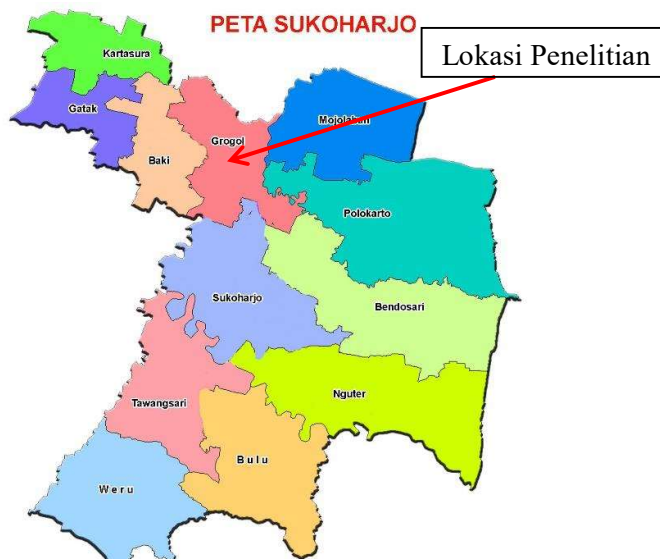 PETA SUKOHARJO
Lokasi Penelitian
Kartasura
Gatak
Baki
Grogol
Mojolaban
Polokarto
Sukoharjo
Bendosari
Tawangsari
Nguter
Bulu
Weru